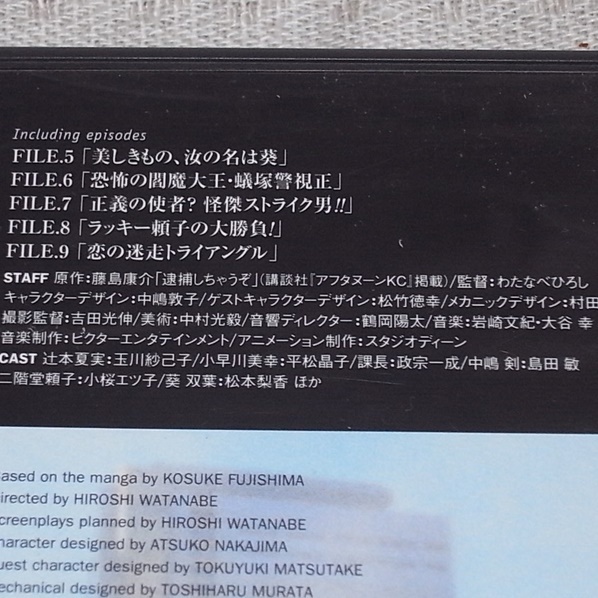 Including episodes
FILE.5「美しきもの、汝の名は葵」
FILE.6「恐怖の閻魔大王・蟻塚警視正」
FILE.7「正義の使者? 怪傑ストライク男!!」
FILE.8「ラッキー頼子の大勝負!」
FILE.9「恋の迷走トライアングル」
STAFF 原作:藤島康介「逮捕しちゃうぞ」(講談社『アフタヌーンKC』掲載)/監督:わたなべひろし
キャラクターデザイン:中嶋敦子/ゲストキャラクターデザイン:松竹徳幸/メカニックデザイン:村田
撮影監督:吉田光伸/美術:中村光毅/音響ディレクター:鶴岡陽太/音楽:岩崎文紀・大谷 幸
音楽制作:ビクターエンタテインメント/アニメーション制作:スタジオディーン
CAST 辻本夏実:玉川紗己子/小早川美幸:平松晶子/課長:政宗一成/中嶋 剣:島田 敏
二階堂頼子:小桜エツ子/葵 双葉:松本梨香 ほか
ased on the manga by KOSUKE FUJISHIMA
irected by HIROSHI WATANABE
creenplays planned by HIROSHI WATANABE
haracter designed by ATSUKO NAKAJIMA
uest character designed by TOKUYUKI MATSUTAKE
echanical designed by TOSHIHARU MURATA